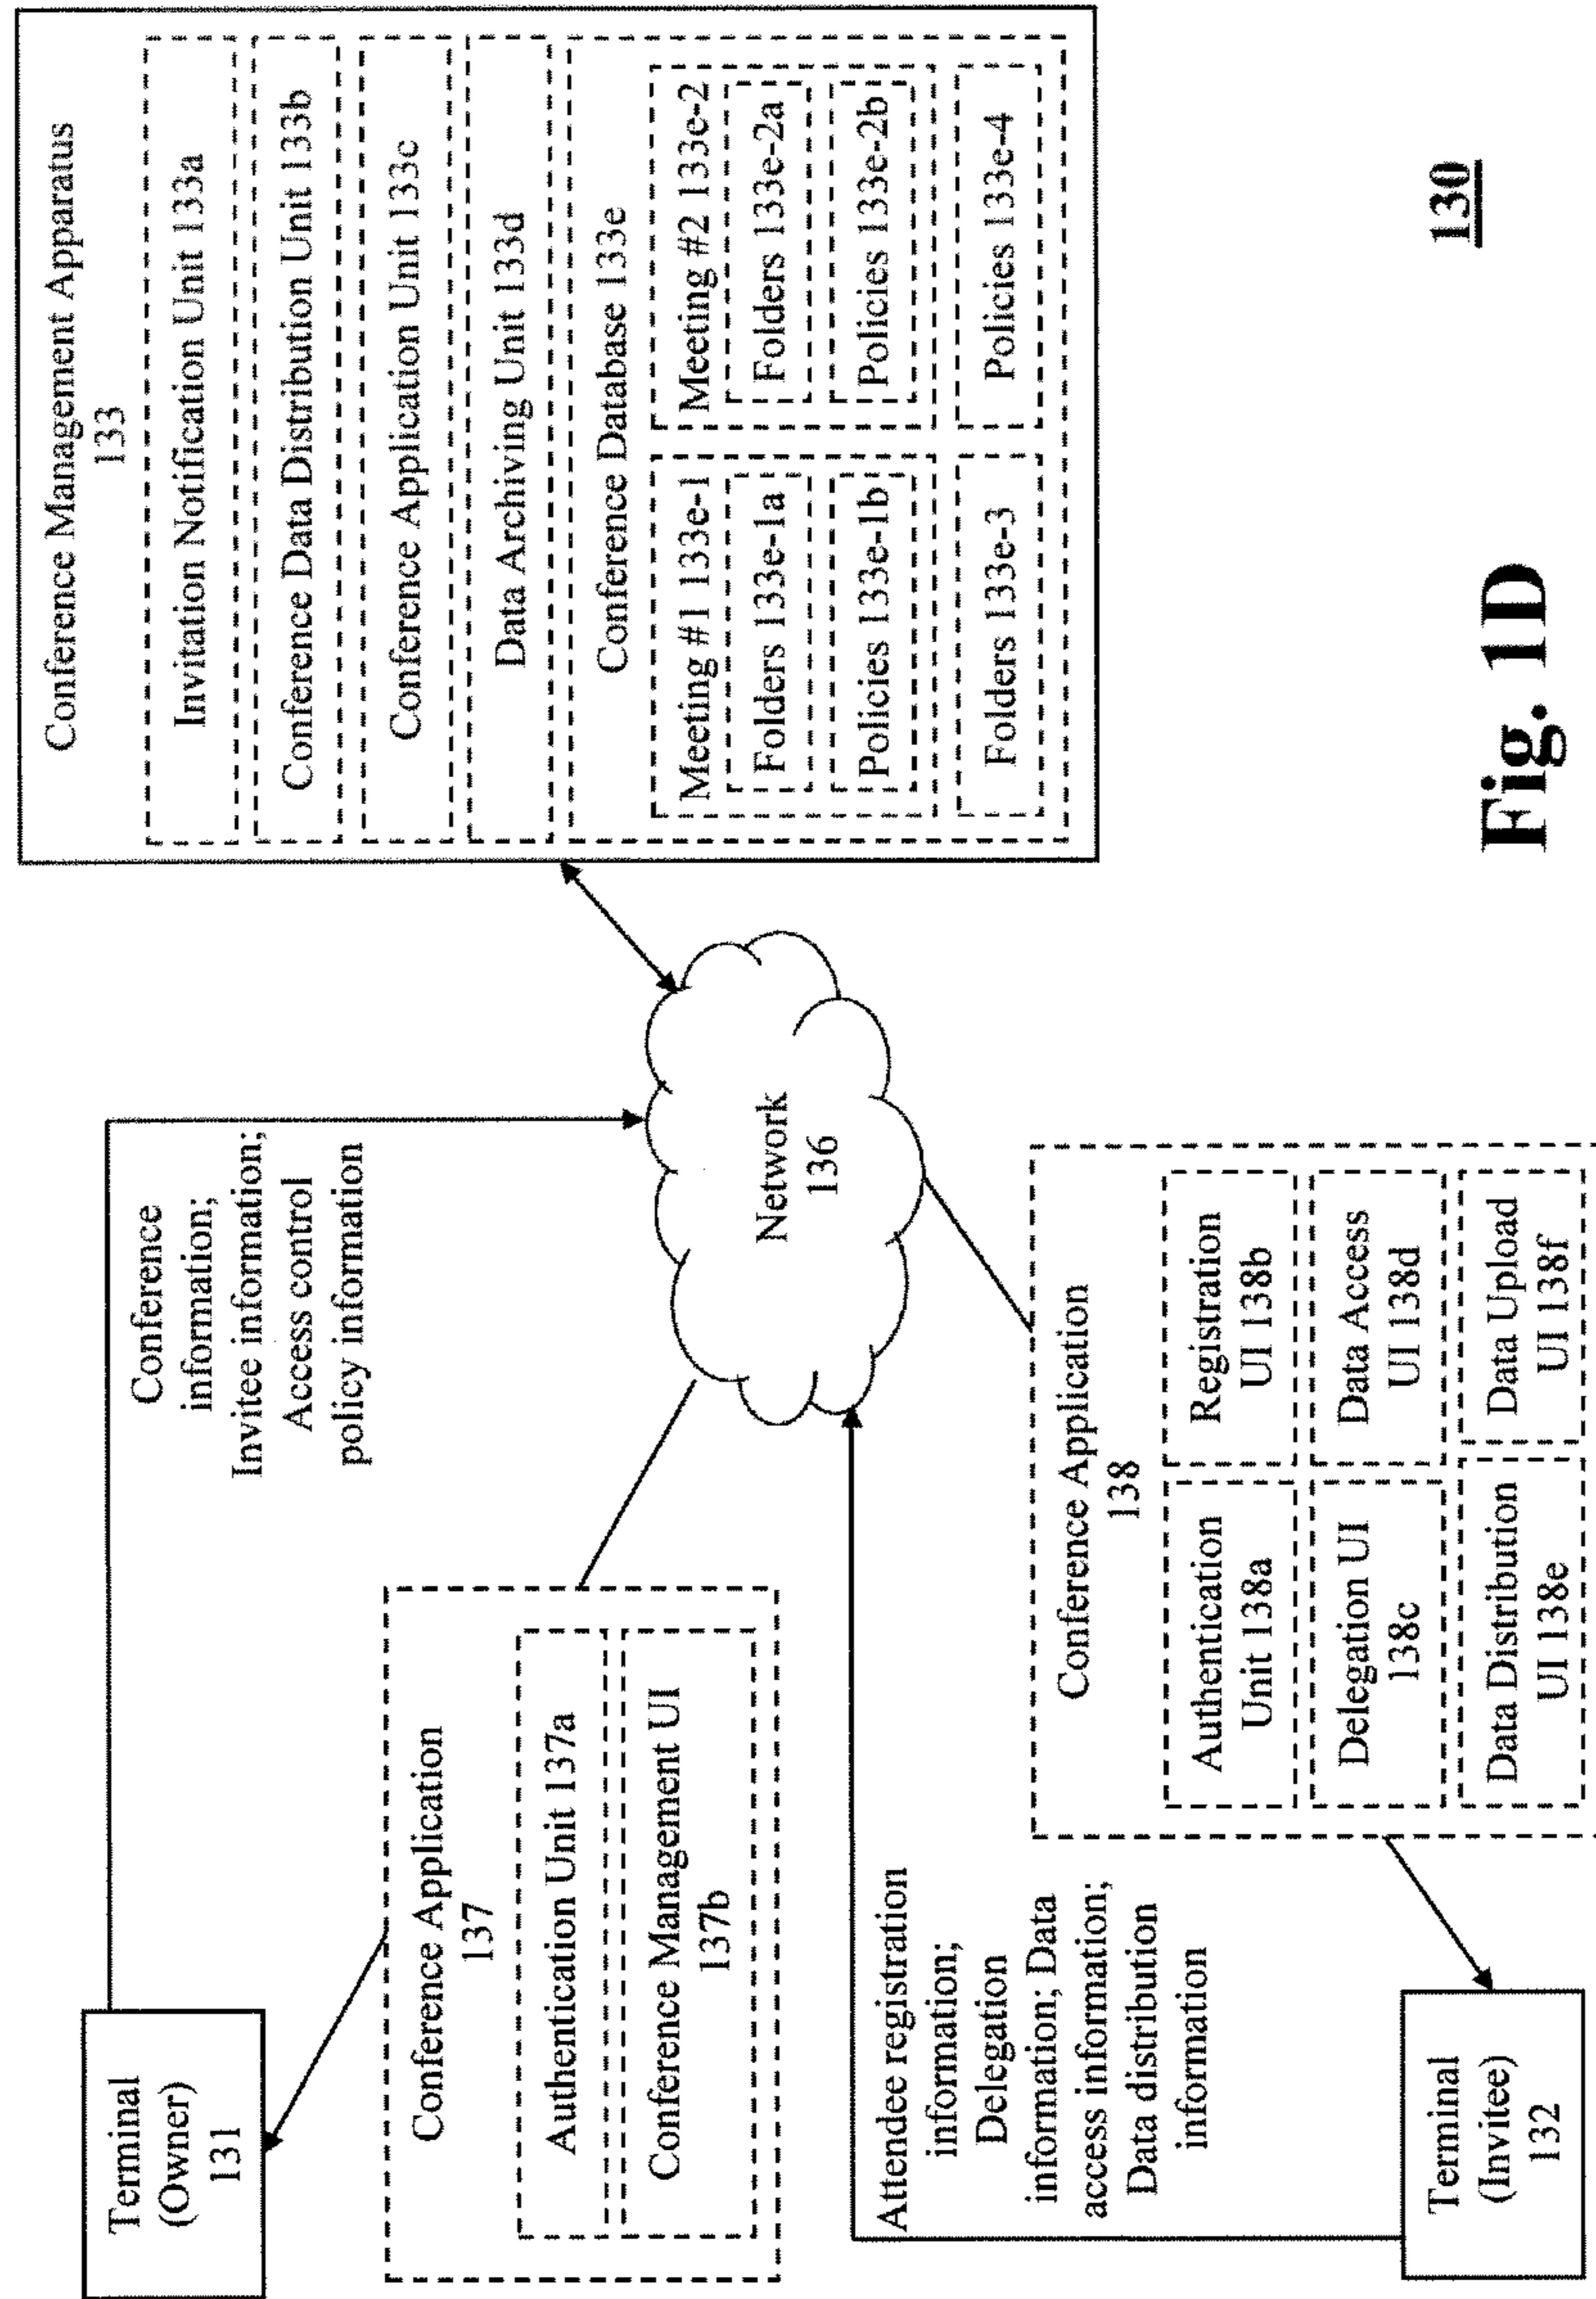 Terminal
(Owner)
131
Conference
information;
Invitee information;
Access control
policy information
Conference Application
137
Authentication Unit 137a
Conference Management UI
137b
Network
136
Attendee registration
information;
Delegation
information; Data
access information;
Data distribution
information
Terminal
(Invitee)
132
Conference Application
138
Authentication
Unit 138a
Registration
UI 138b
Delegation UI
138c
Data Access
UI 138d
Data Distribution
UI 138e
Data Upload
UI 138f
Conference Management Apparatus
133
Invitation Notification Unit 133a
Conference Data Distribution Unit 133b
Conference Application Unit 133c
Data Archiving Unit 133d
Conference Database 133e
Meeting #1 133e-1
Folders 133e-1a
Policies 133e-1b
Meeting #2 133e-2
Folders 133e-2a
Policies 133e-2b
Folders 133e-3
Policies 133e-4
130
Fig. 1D